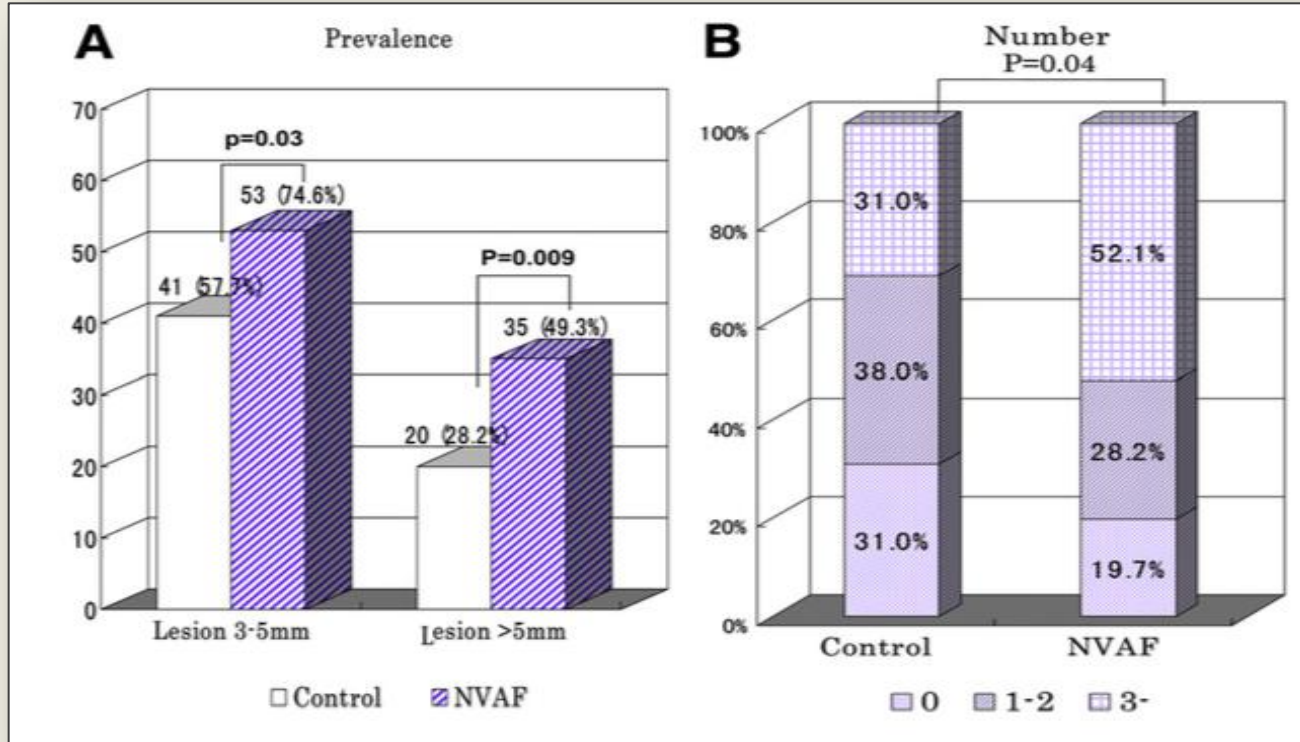 A
Prevalence
70
60
50
40
30
20
10
0
p=0.03
53 (74.6%)
41 (57.7%)
P=0.009
35 (49.3%)
20 (28.2%)
Lesion 3-5mm
Lesion >5mm
Control
NVAF
B
Number
P=0.04
100%
80%
60%
40%
20%
0%
31.0%
38.0%
31.0%
52.1%
28.2%
19.7%
Control
NVAF
0
1-2
3-